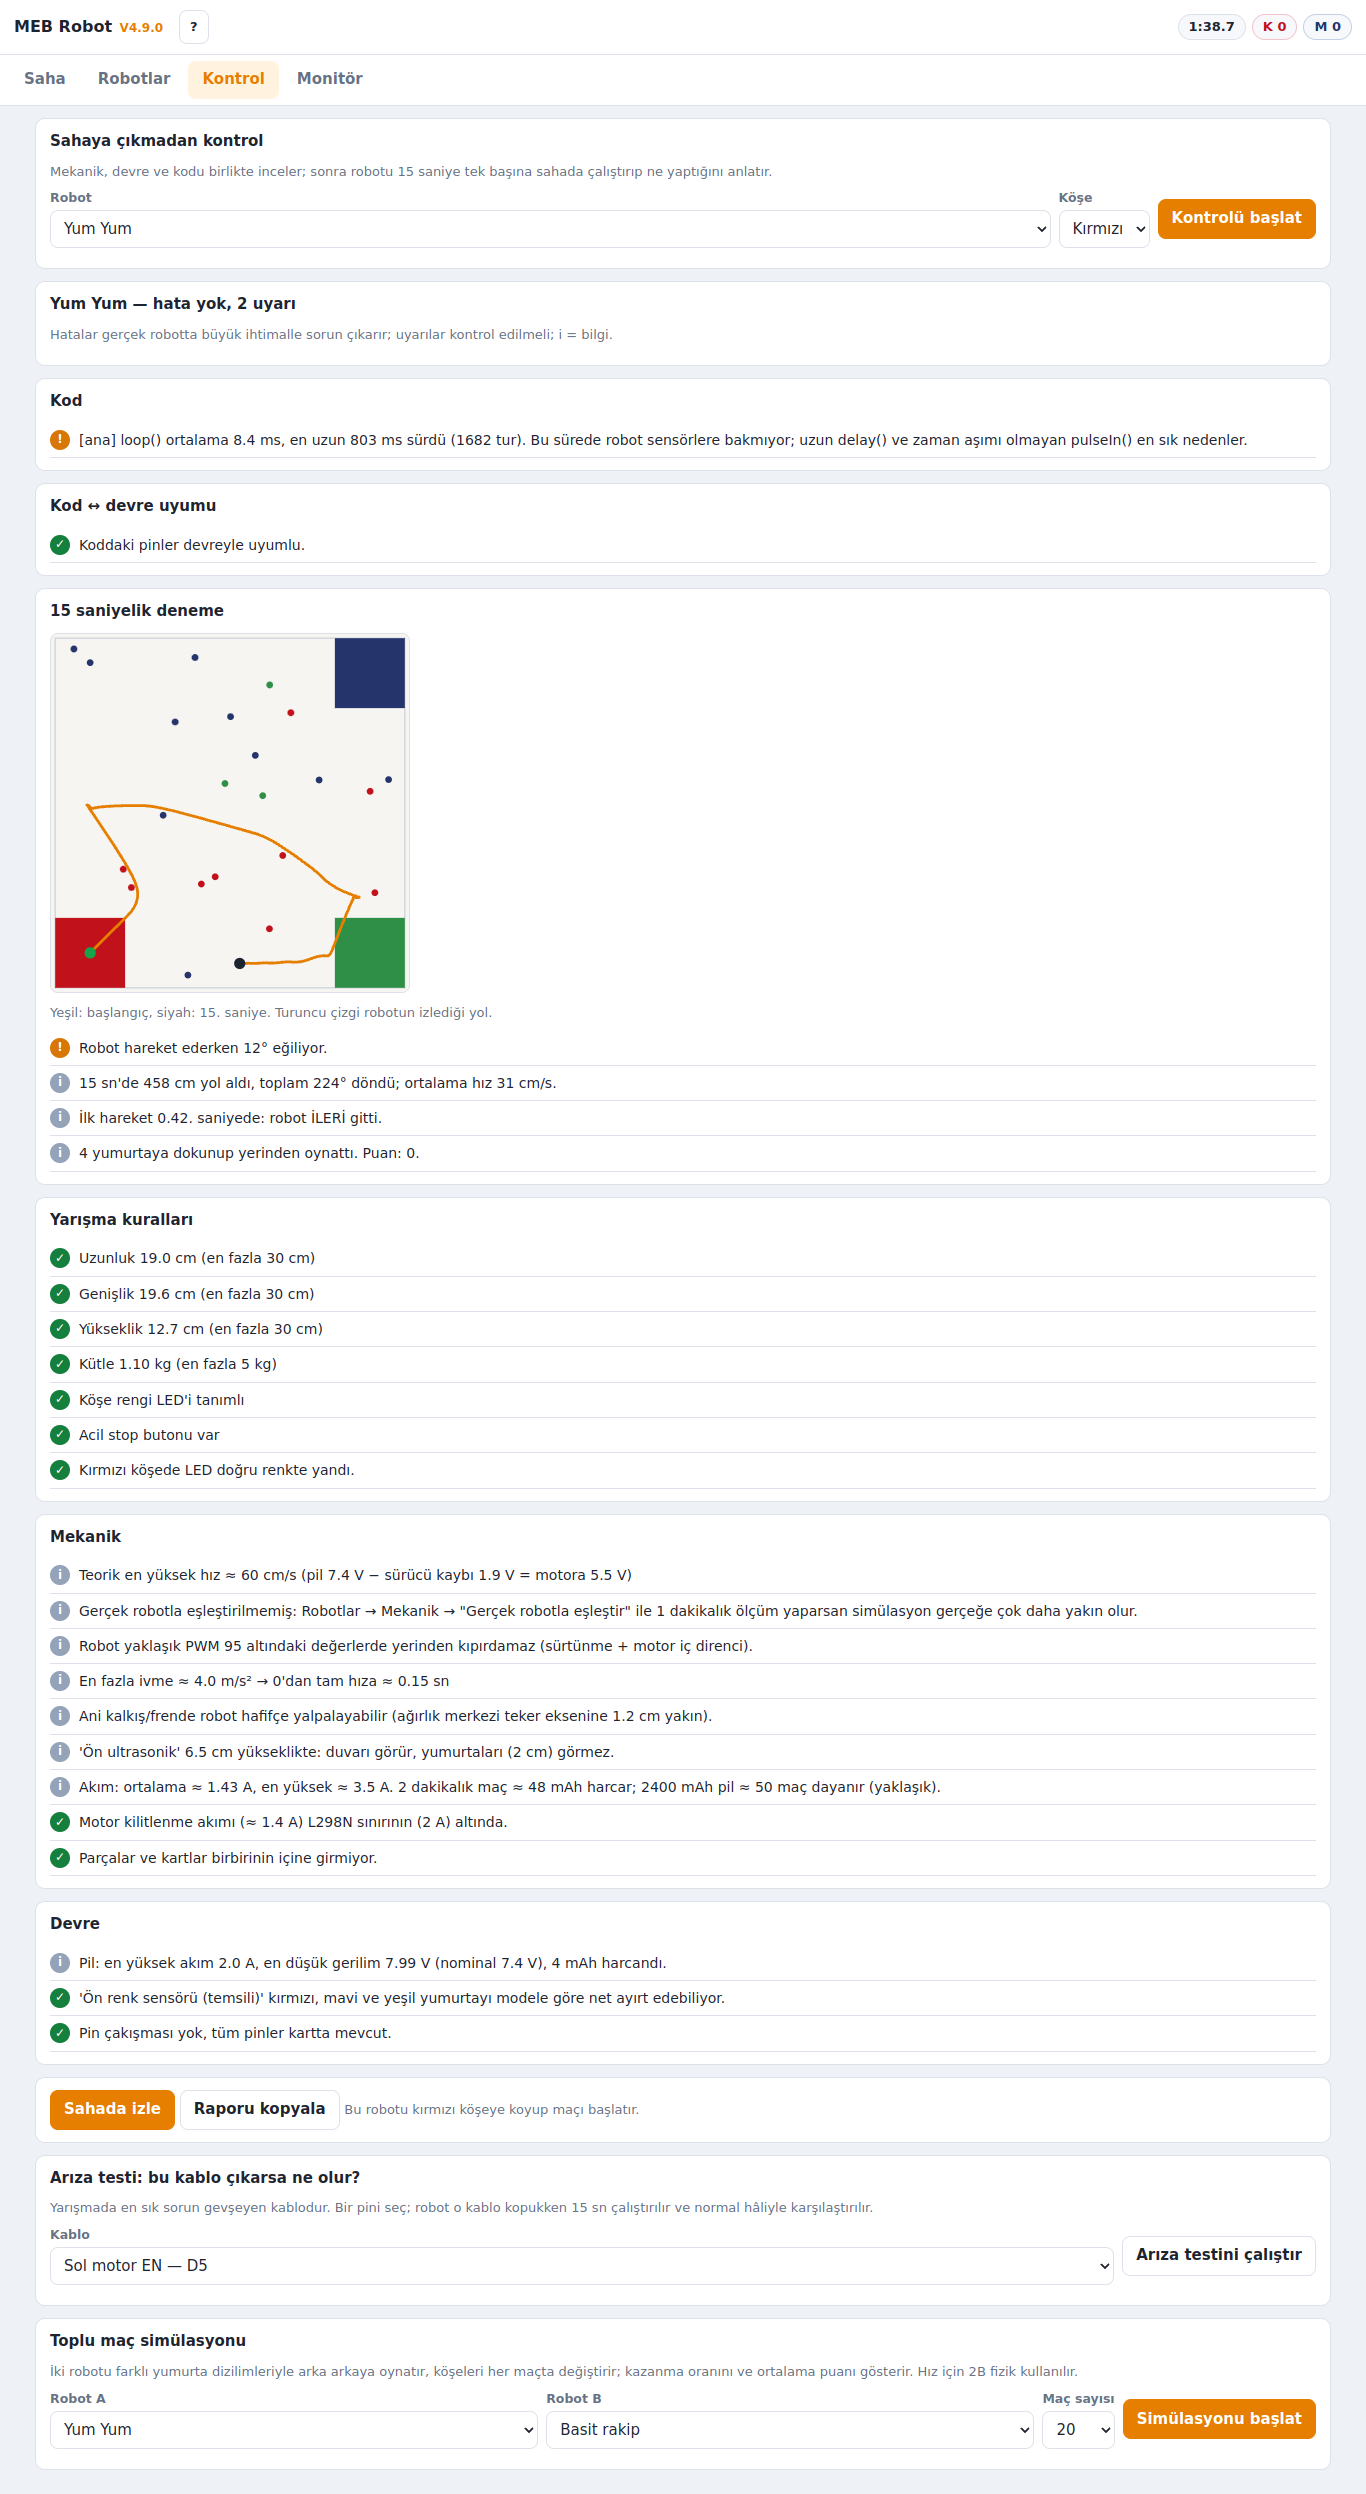 MEB Robot V4.9.0 ? 1:38.7 K 0 M 0
Saha Robotlar Kontrol Monitör
Sahaya çıkmadan kontrol
Mekanik, devre ve kodu birlikte inceler; sonra robotu 15 saniye tek başına sahada çalıştırıp ne yaptığını anlatır.
Robot Köşe
Yum Yum Kırmızı Kontrolü başlat
Yum Yum — hata yok, 2 uyarı
Hatalar gerçek robotta büyük ihtimalle sorun çıkarır; uyarılar kontrol edilmeli; i = bilgi.
Kod
! [ana] loop() ortalama 8.4 ms, en uzun 803 ms sürdü (1682 tur). Bu sürede robot sensörlere bakmıyor; uzun delay() ve zaman aşımı olmayan pulseIn() en sık nedenler.
Kod ↔ devre uyumu
✓ Koddaki pinler devreyle uyumlu.
15 saniyelik deneme
Yeşil: başlangıç, siyah: 15. saniye. Turuncu çizgi robotun izlediği yol.
! Robot hareket ederken 12° eğiliyor.
i 15 sn'de 458 cm yol aldı, toplam 224° döndü; ortalama hız 31 cm/s.
i İlk hareket 0.42. saniyede: robot İLERİ gitti.
i 4 yumurtaya dokunup yerinden oynattı. Puan: 0.
Yarışma kuralları
✓ Uzunluk 19.0 cm (en fazla 30 cm)
✓ Genişlik 19.6 cm (en fazla 30 cm)
✓ Yükseklik 12.7 cm (en fazla 30 cm)
✓ Kütle 1.10 kg (en fazla 5 kg)
✓ Köşe rengi LED'i tanımlı
✓ Acil stop butonu var
✓ Kırmızı köşede LED doğru renkte yandı.
Mekanik
i Teorik en yüksek hız ≈ 60 cm/s (pil 7.4 V − sürücü kaybı 1.9 V = motora 5.5 V)
i Gerçek robotla eşleştirilmemiş: Robotlar → Mekanik → "Gerçek robotla eşleştir" ile 1 dakikalık ölçüm yaparsan simülasyon gerçeğe çok daha yakın olur.
i Robot yaklaşık PWM 95 altındaki değerlerde yerinden kıpırdamaz (sürtünme + motor iç direnci).
i En fazla ivme ≈ 4.0 m/s² → 0'dan tam hıza ≈ 0.15 sn
i Ani kalkış/frende robot hafifçe yalpalayabilir (ağırlık merkezi teker eksenine 1.2 cm yakın).
i 'Ön ultrasonik' 6.5 cm yükseklikte: duvarı görür, yumurtaları (2 cm) görmez.
i Akım: ortalama ≈ 1.43 A, en yüksek ≈ 3.5 A. 2 dakikalık maç ≈ 48 mAh harcar; 2400 mAh pil ≈ 50 maç dayanır (yaklaşık).
✓ Motor kilitlenme akımı (≈ 1.4 A) L298N sınırının (2 A) altında.
✓ Parçalar ve kartlar birbirinin içine girmiyor.
Devre
i Pil: en yüksek akım 2.0 A, en düşük gerilim 7.99 V (nominal 7.4 V), 4 mAh harcandı.
✓ 'Ön renk sensörü (temsili)' kırmızı, mavi ve yeşil yumurtayı modele göre net ayırt edebiliyor.
✓ Pin çakışması yok, tüm pinler kartta mevcut.
Sahada izle Raporu kopyala Bu robotu kırmızı köşeye koyup maçı başlatır.
Arıza testi: bu kablo çıkarsa ne olur?
Yarışmada en sık sorun gevşeyen kablodur. Bir pini seç; robot o kablo kopukken 15 sn çalıştırılır ve normal hâliyle karşılaştırılır.
Kablo
Sol motor EN — D5 Arıza testini çalıştır
Toplu maç simülasyonu
İki robotu farklı yumurta dizilimleriyle arka arkaya oynatır, köşeleri her maçta değiştirir; kazanma oranını ve ortalama puanı gösterir. Hız için 2B fizik kullanılır.
Robot A Robot B Maç sayısı
Yum Yum Basit rakip 20 Simülasyonu başlat